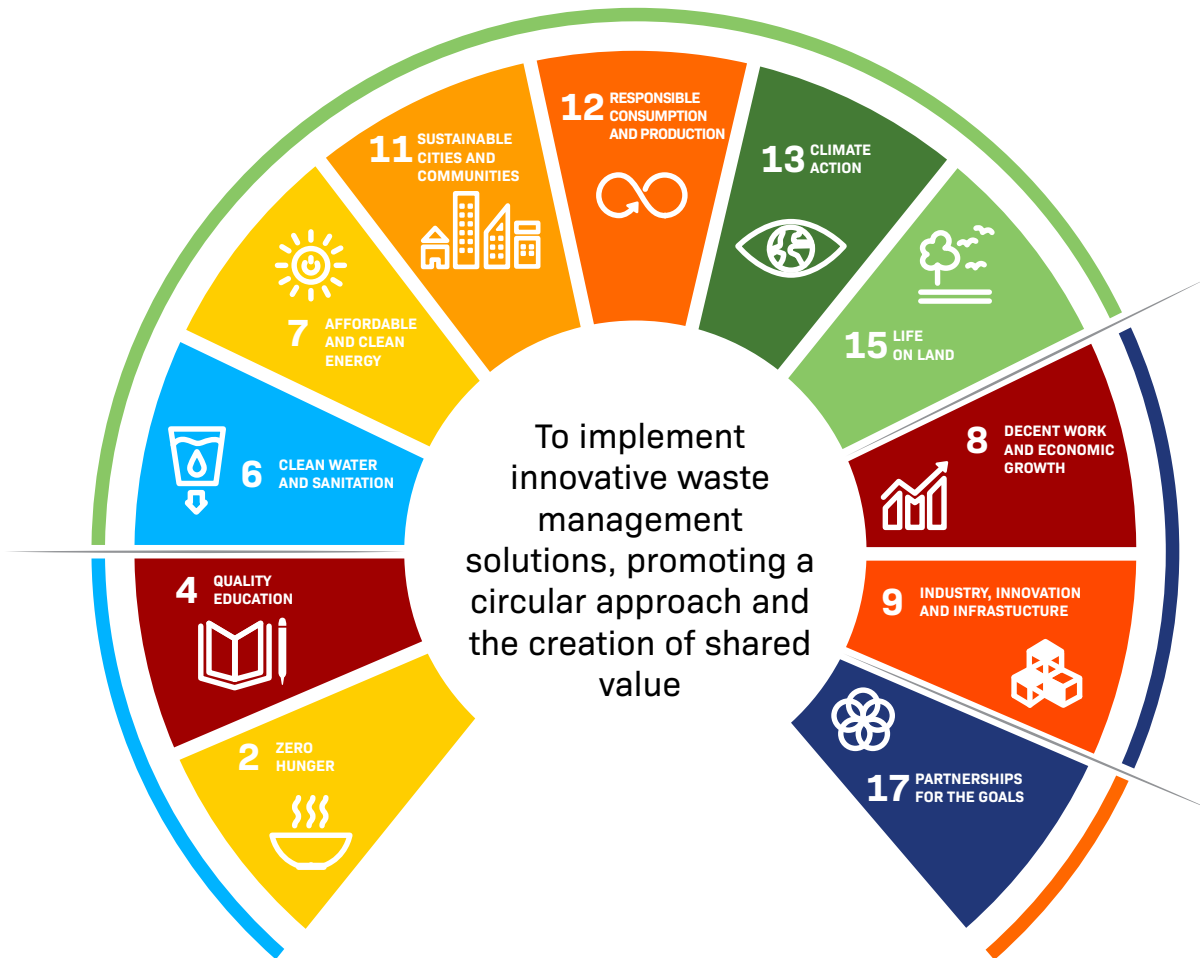 12 RESPONSIBLE
CONSUMPTION
AND PRODUCTION
11 SUSTAINABLE
CITIES AND
COMMUNITIES
13 CLIMATE
ACTION
7 AFFORDABLE
AND CLEAN
ENERGY
15 LIFE
ON LAND
6 CLEAN WATER
AND SANITATION
8 DECENT WORK
AND ECONOMIC
GROWTH
4 QUALITY
EDUCATION
9 INDUSTRY, INNOVATION
AND INFRASTUCTURE
2 ZERO
HUNGER
17 PARTNERSHIPS
FOR THE GOALS
To implement
innovative waste
management
solutions, promoting a
circular approach and
the creation of shared
value